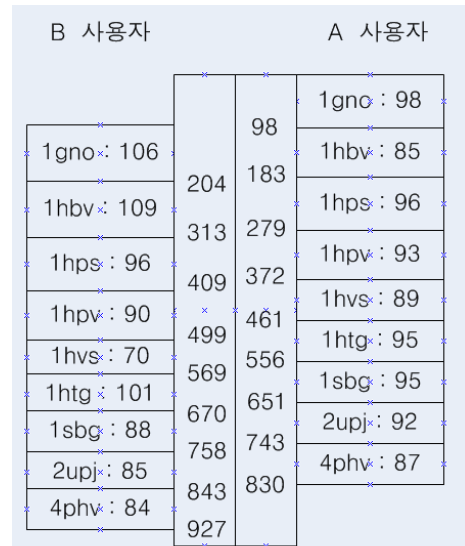 B 사용자
A 사용자
1gno : 106
1hbv : 109
1hps : 96
1hpv : 90
1hvs : 70
1htg : 101
1sbg : 88
2upj : 85
4phv : 84
204
313
409
499
569
670
758
843
927
98
183
279
372
461
556
651
743
830
1gno : 98
1hbv : 85
1hps : 96
1hpv : 93
1hvs : 89
1htg : 95
1sbg : 95
2upj : 92
4phv : 87